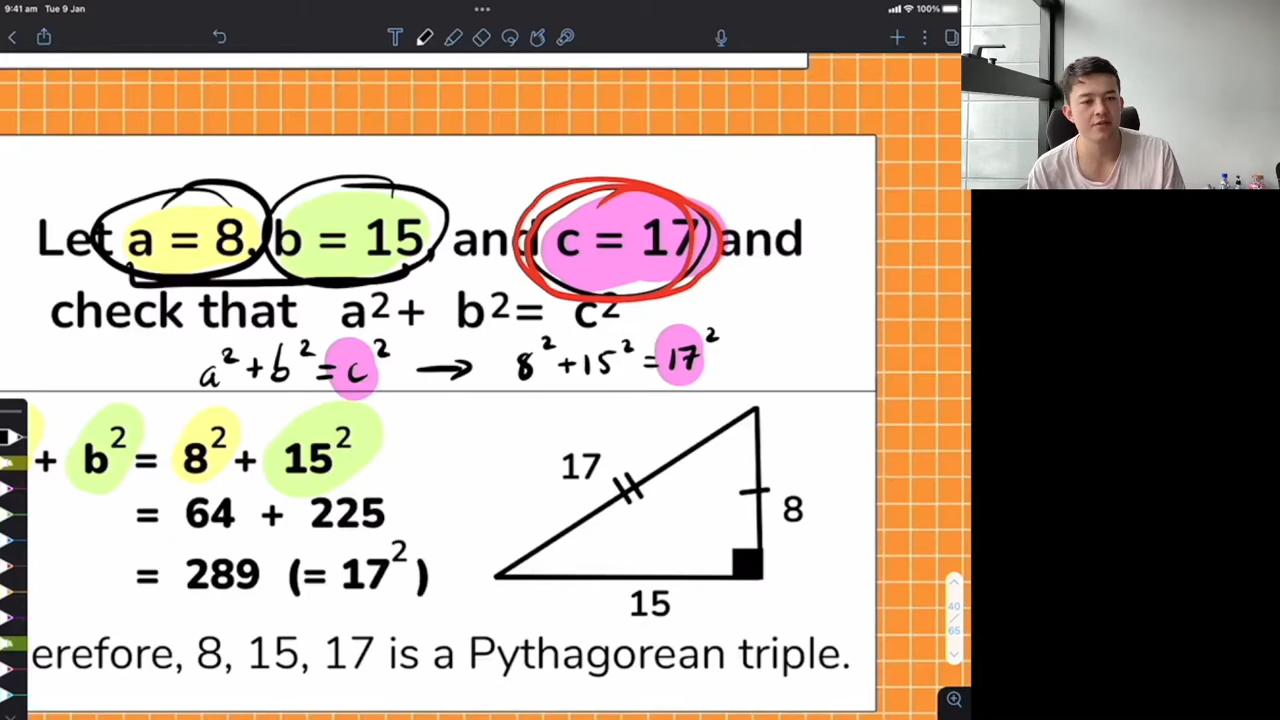 9:41 am Tue 9 Jan
100%
T
Let a = 8, b = 15, and c = 17 and
check that a² + b² = c²
a² + b² = c² → 8² + 15² = 17²
+ b² = 8² + 15²
= 64 + 225
= 289 (= 17²)
17
8
15
erefore, 8, 15, 17 is a Pythagorean triple.
40
/
65